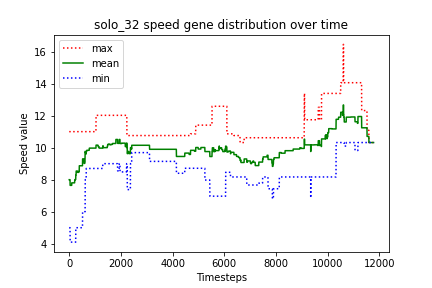 solo_32 speed gene distribution over time
max
mean
min
Speed value
16
14
12
10
8
6
4
0
2000
4000
6000
8000
10000
12000
Timesteps